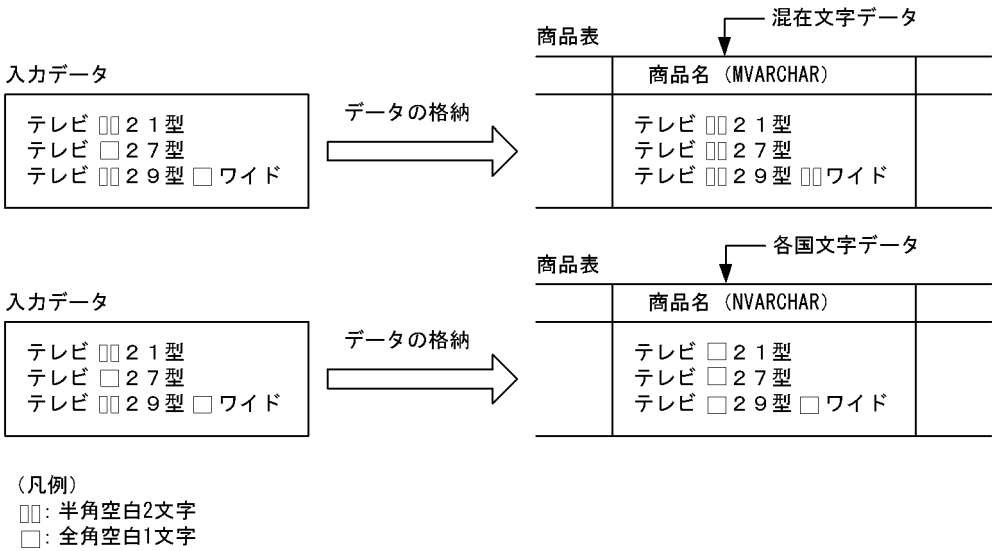 混在文字データ
商品表
入力データ
商品名(MVARCHAR)
テレビ▯▯21型
テレビ□27型
テレビ▯▯29型□ワイド
データの格納
テレビ▯▯21型
テレビ▯▯27型
テレビ▯▯29型▯▯ワイド
各国文字データ
商品表
入力データ
商品名(NVARCHAR)
テレビ▯▯21型
テレビ□27型
テレビ▯▯29型□ワイド
データの格納
テレビ□21型
テレビ□27型
テレビ□29型□ワイド
(凡例)
▯▯:半角空白2文字
□:全角空白1文字